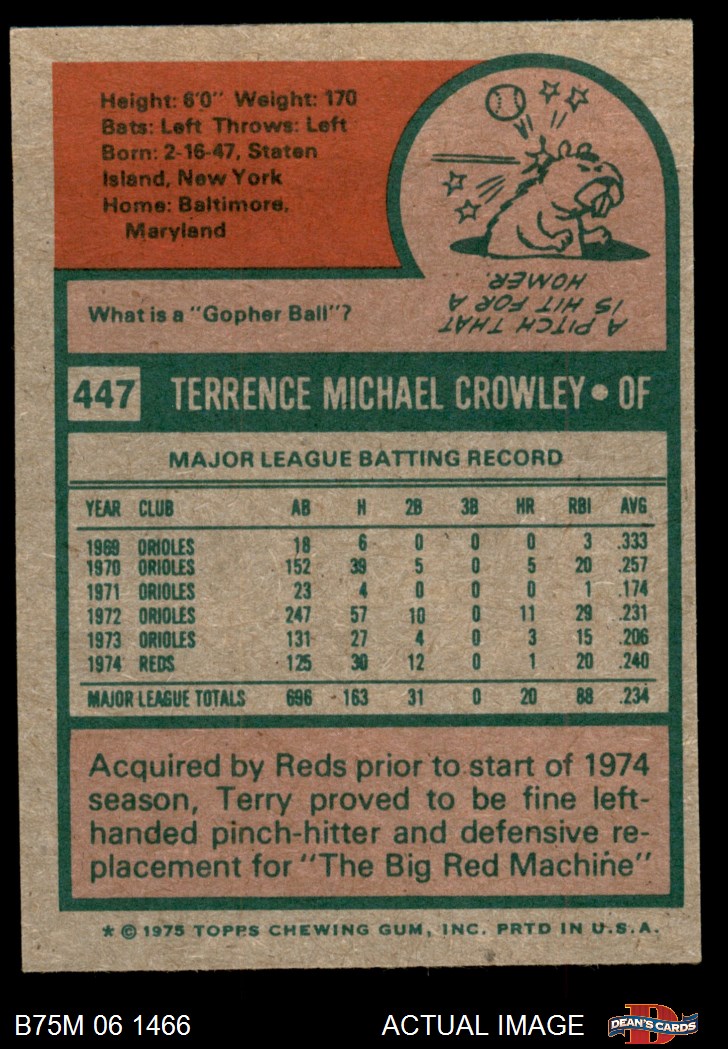 Height: 6'0" Weight: 170
Bats: Left Throws: Left
Born: 2-16-47, Staten
Island, New York
Home: Baltimore,
Maryland
What is a "Gopher Ball"?
A PITCH THAT
IS HIT FOR A
HOMER.
447 TERRENCE MICHAEL CROWLEY • OF
MAJOR LEAGUE BATTING RECORD
YEAR CLUB AB H 2B 3B HR RBI AVG
1969 ORIOLES 18 6 0 0 0 3 .333
1970 ORIOLES 152 39 5 0 5 20 .257
1971 ORIOLES 23 4 0 0 0 1 .174
1972 ORIOLES 247 57 10 0 11 29 .231
1973 ORIOLES 131 27 4 0 3 15 .206
1974 REDS 125 30 12 0 1 20 .240
MAJOR LEAGUE TOTALS 696 163 31 0 20 88 .234
Acquired by Reds prior to start of 1974
season, Terry proved to be fine left-
handed pinch-hitter and defensive re-
placement for "The Big Red Machine"
* © 1975 TOPPS CHEWING GUM, INC. PRTD IN U.S.A.
B75M 06 1466 ACTUAL IMAGE DEAN'S CARDS